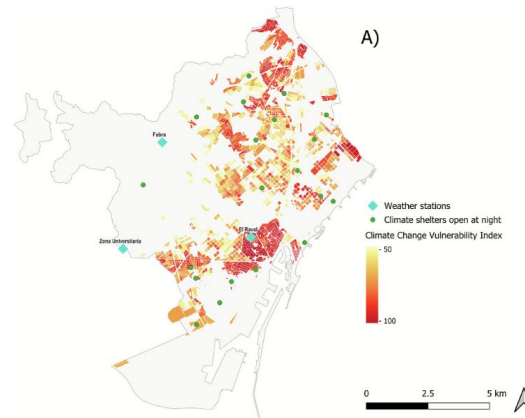 A)
Fabra
Zona Universitaria
El Raval
Weather stations
Climate shelters open at night
Climate Change Vulnerability Index
- 50
- 100
0 2.5 5 km